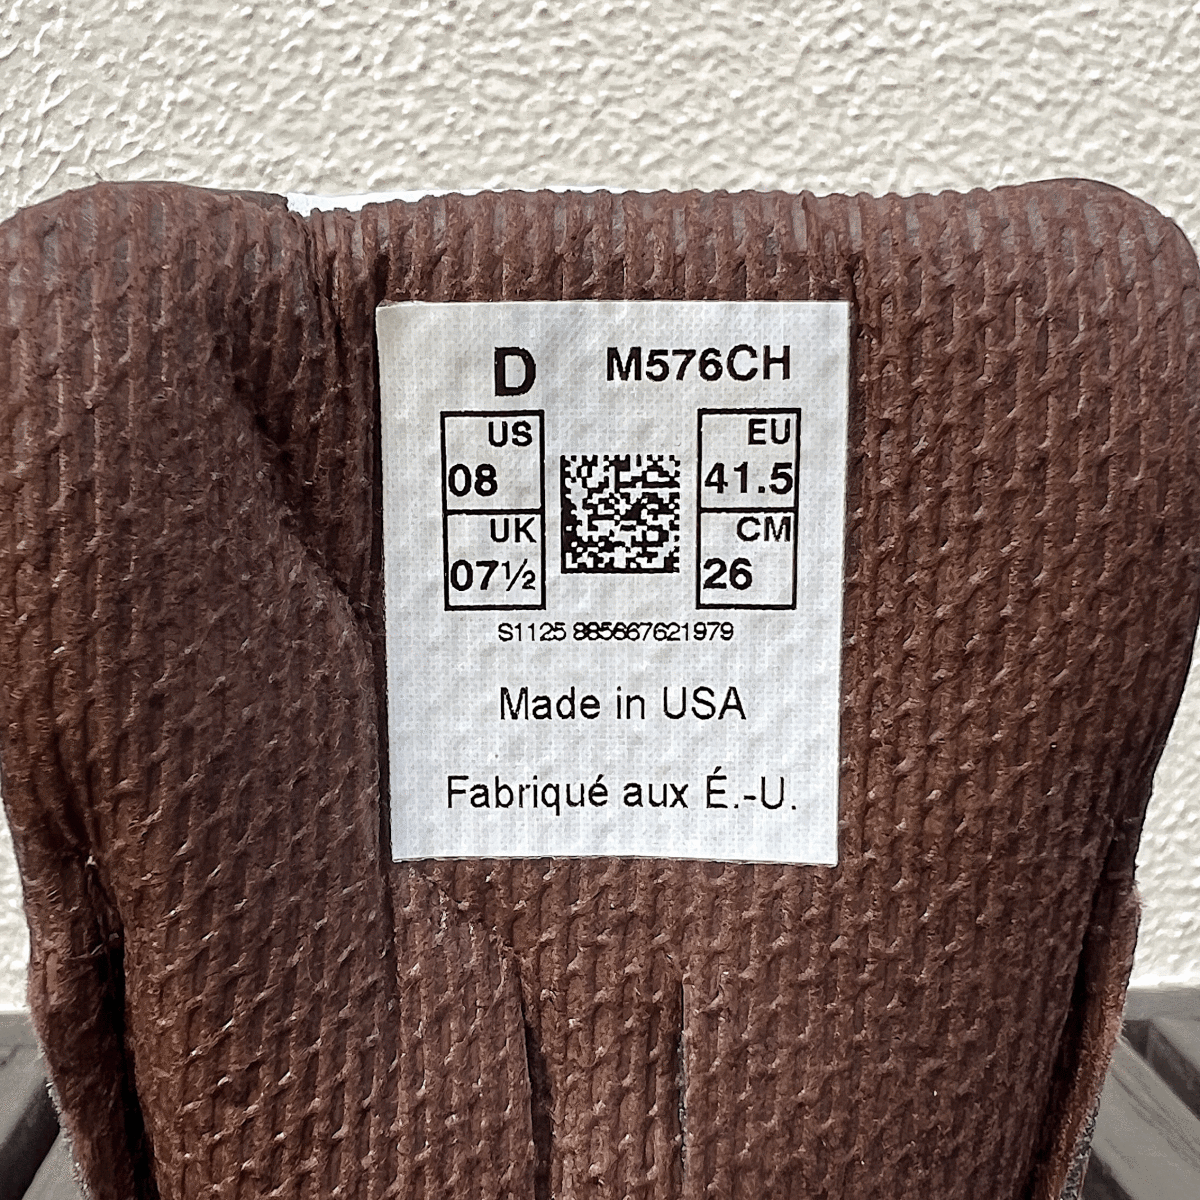 D M576CH
US EU
08 41.5
UK CM
07½ 26
S1125 885667621979
Made in USA
Fabriqué aux É.-U.